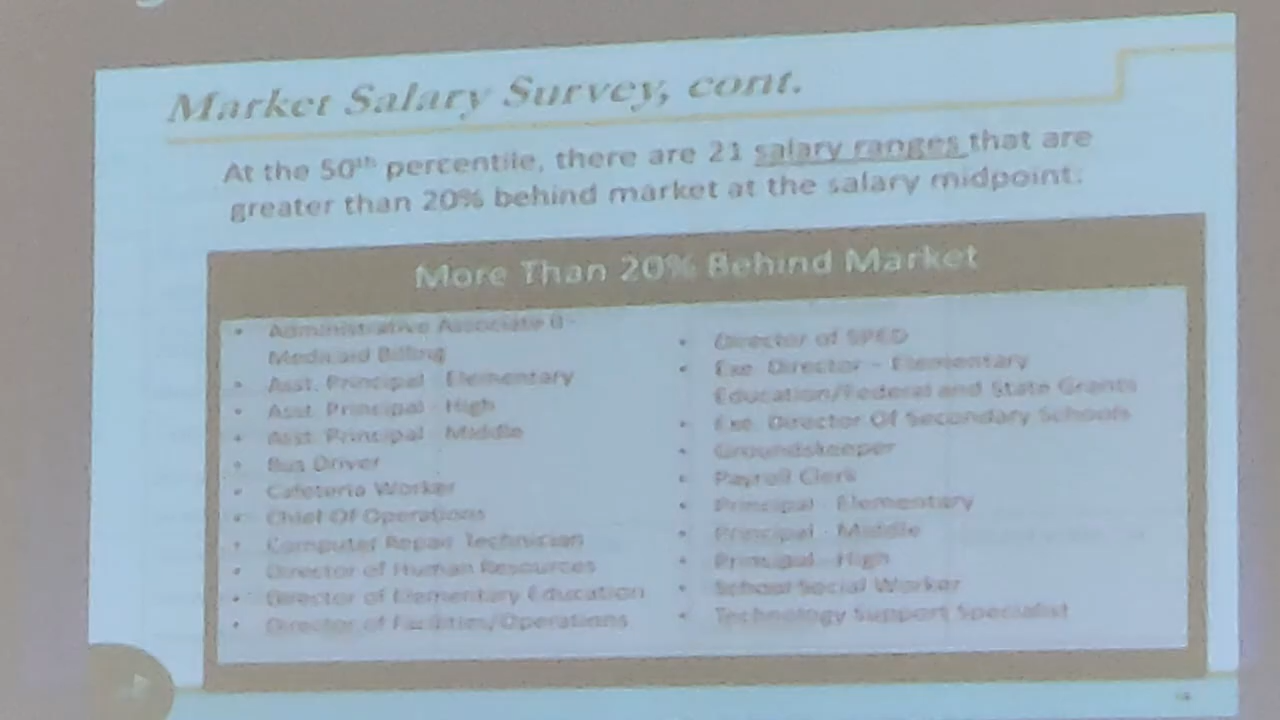 Market Salary Survey, cont.
At the 50th percentile, there are 21 salary ranges that are
greater than 20% behind market at the salary midpoint:
More Than 20% Behind Market
• Administrative Associate II -
Medicaid Billing
• Asst. Principal - Elementary
• Asst. Principal - High
• Asst. Principal - Middle
• Bus Driver
• Cafeteria Worker
• Chief Of Operations
• Computer Repair Technician
• Director of Human Resources
• Director of Elementary Education
• Director of Facilities/Operations
• Director of SPED
• Exe. Director - Elementary
Education/Federal and State Grants
• Exe. Director Of Secondary Schools
• Groundskeeper
• Payroll Clerk
• Principal - Elementary
• Principal - Middle
• Principal - High
• School Social Worker
• Technology Support Specialist